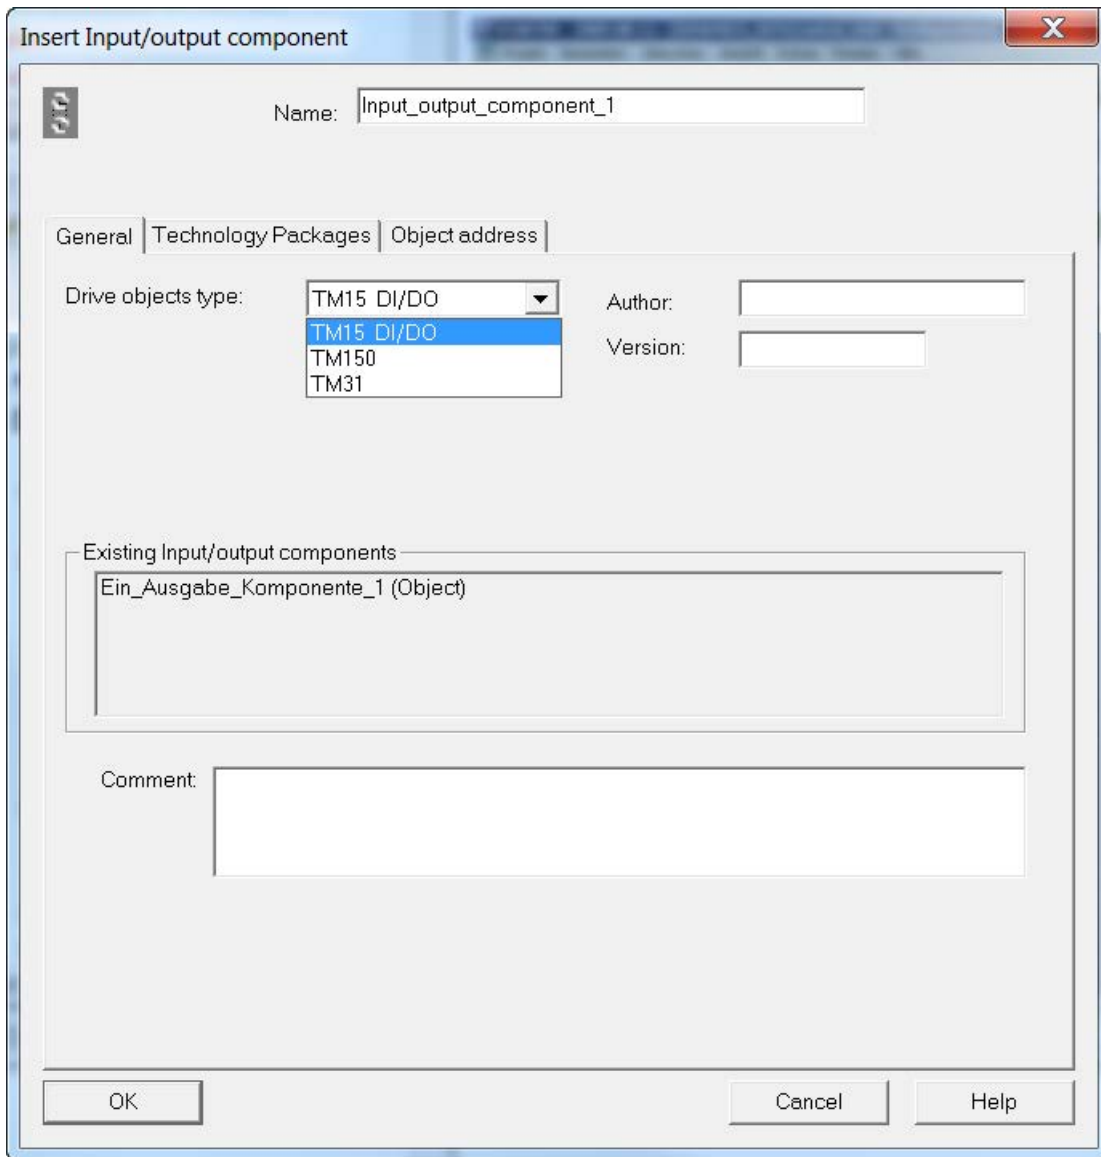 Insert Input/output component
Name: Input_output_component_1
General Technology Packages Object address
Drive objects type: TM15 DI/DO Author:
TM15 DI/DO
Version:
TM150
TM31
Existing Input/output components
Ein_Ausgabe_Komponente_1 (Object)
Comment:
OK Cancel Help